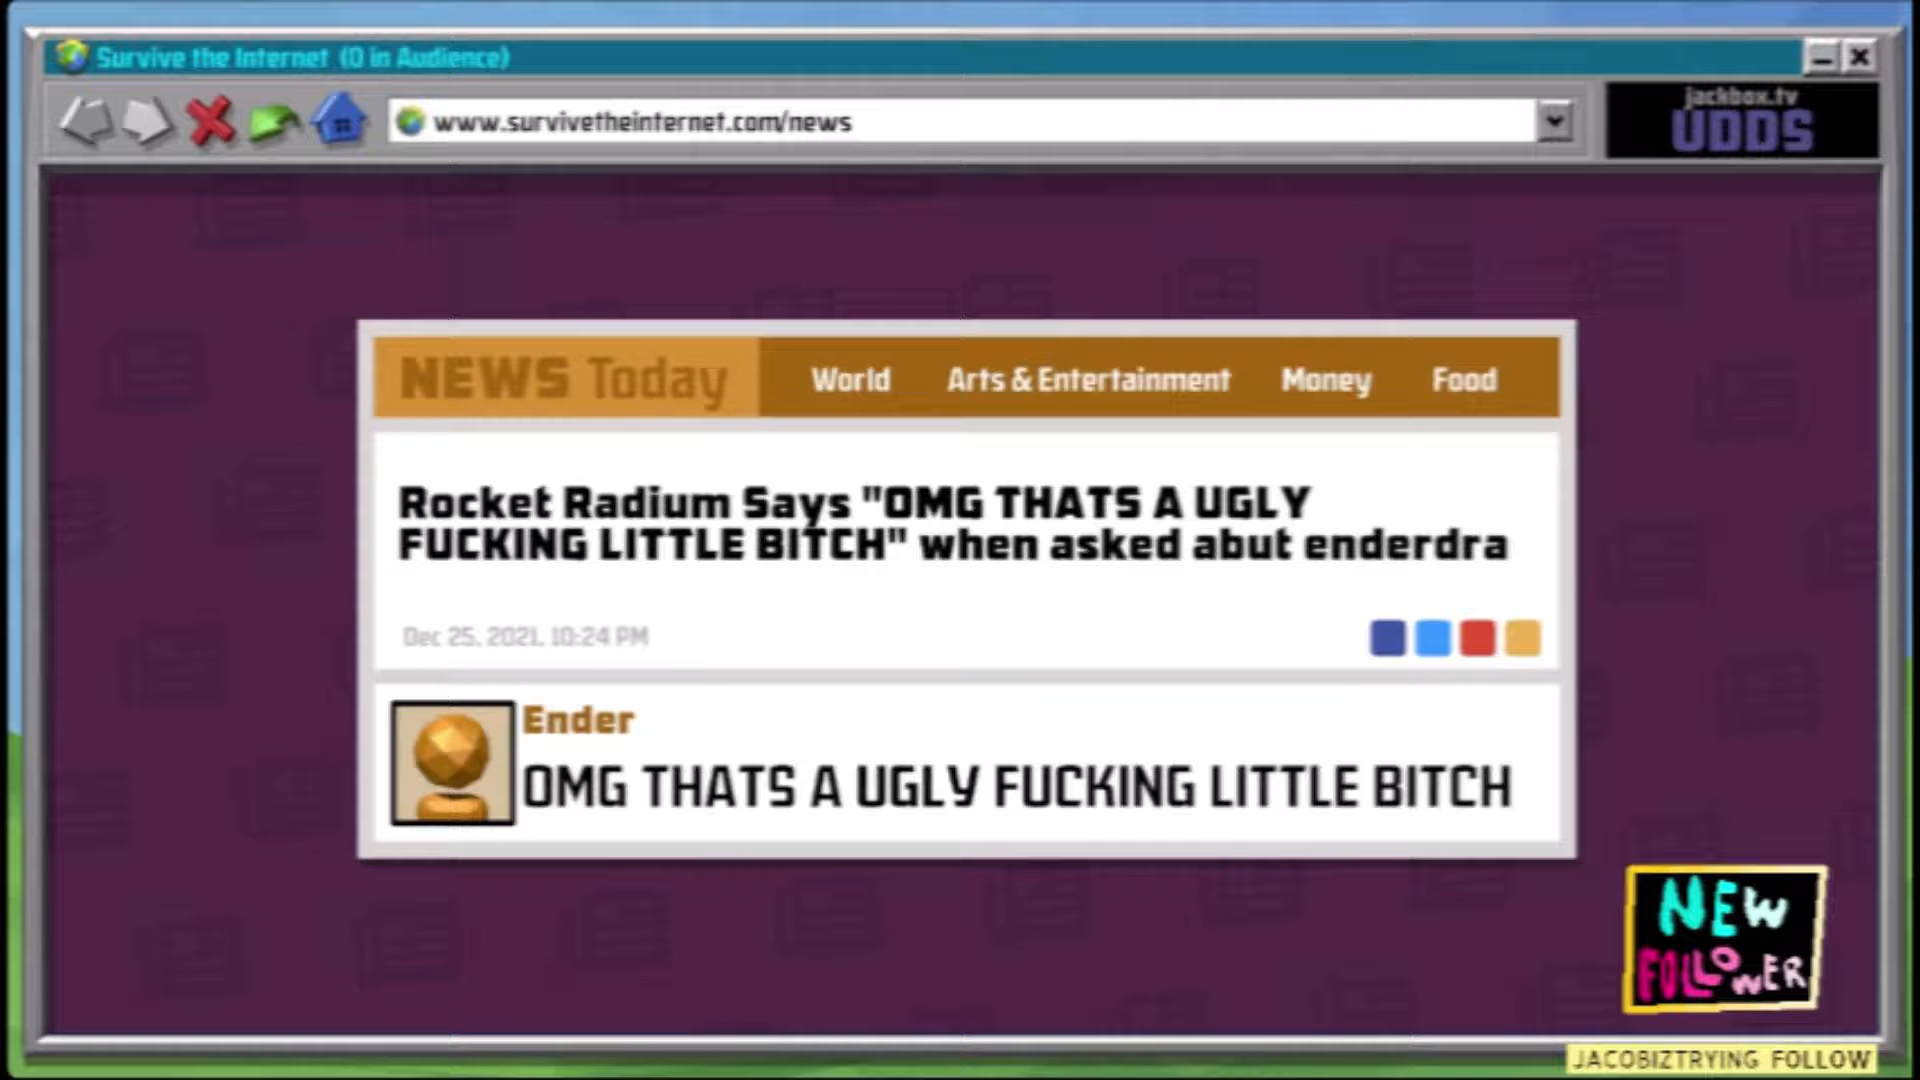 Survive the Internet (0 in Audience)
www.survivetheinternet.com/news
jackbox.tv
UDDS
NEWS Today
World
Arts & Entertainment
Money
Food
Rocket Radium Says "OMG THATS A UGLY
FUCKING LITTLE BITCH" when asked abut enderdra
Dec 25, 2021, 10:24 PM
Ender
OMG THATS A UGLY FUCKING LITTLE BITCH
NEW
FOLLOWER
JACOBIZTRYING FOLLOW